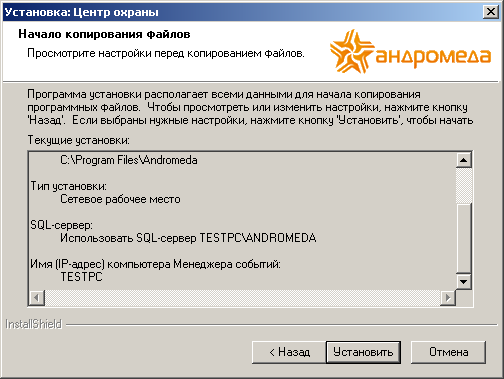 Установка: Центр охраны
Начало копирования файлов
Просмотрите настройки перед копированием файлов.
андромеда
Программа установки располагает всеми данными для начала копирования
программных файлов. Чтобы просмотреть или изменить настройки, нажмите кнопку
'Назад'. Если выбраны нужные настройки, нажмите кнопку 'Установить', чтобы начать
Текущие установки:
C:\Program Files\Andromeda
Тип установки:
Сетевое рабочее место
SQL-сервер:
Использовать SQL-сервер TESTPC\ANDROMEDA
Имя (IP-адрес) компьютера Менеджера событий:
TESTPC
InstallShield
< Назад
Установить
Отмена